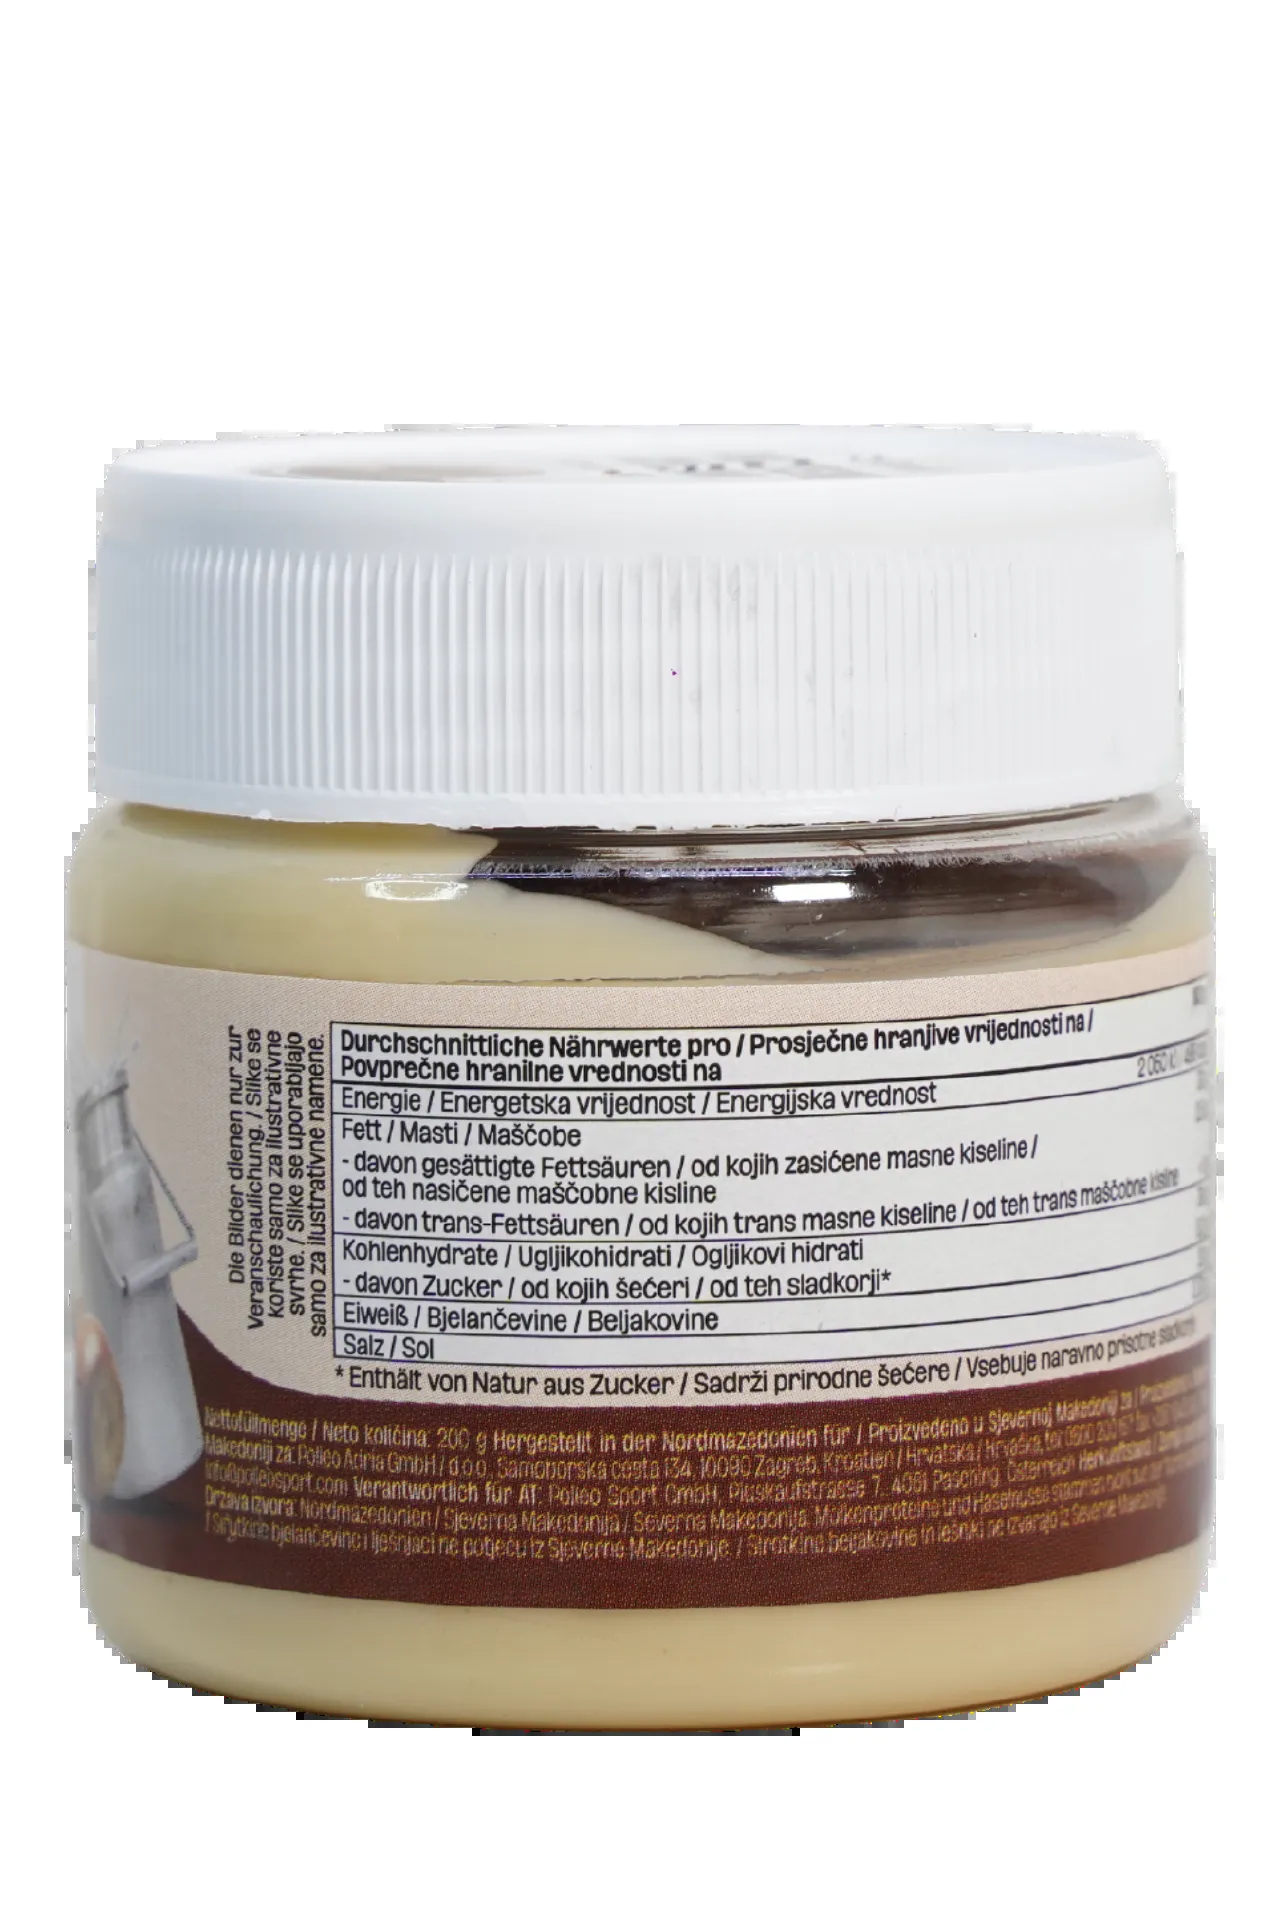 Die Bilder dienen nur zur
Veranschaulichung. / Slike se
koriste samo za ilustrativne
svrhe. / Slike se uporabljajo
samo za ilustrativne namene.
Durchschnittliche Nährwerte pro / Prosječne hranjive vrijednosti na /
Povprečne hranilne vrednosti na
Energie / Energetska vrijednost / Energijska vrednost
Fett / Masti / Maščobe
- davon gesättigte Fettsäuren / od kojih zasićene masne kiseline /
od teh nasičene maščobne kisline
- davon trans-Fettsäuren / od kojih trans masne kiseline / od teh trans maščobne kisline
Kohlenhydrate / Ugljikohidrati / Ogljikovi hidrati
- davon Zucker / od kojih šećeri / od teh sladkorji*
Eiweiß / Bjelančevine / Beljakovine
Salz / Sol
* Enthält von Natur aus Zucker / Sadrži prirodne šećere / Vsebuje naravno prisotne
Nettofüllmenge / Neto količina: 200 g Hergestellt in der Nordmazedonien für / Proizvedeno u Sjevernoj Makedoniji za /
Makedoniji za: Polleo Adria GmbH / d.o.o. Samoborska cesta 134, 10090 Zagreb, Kroatien / Hrvatska / Hrvaška,
info@polleosport.com Verantwortlich für AT: Polleo Sport GmbH, Pasching, Österreich
Država izvora: Nordmazedonien / Sjeverna Makedonija / Severna Makedonija. Molkenproteine und Haselnüsse stammen
/ Sirutkine bjelančevine i lješnjaci ne potječu iz Sjeverne Makedonije. / Sirotkine beljakovine in lešniki ne izvirajo iz Severne Makedonije.